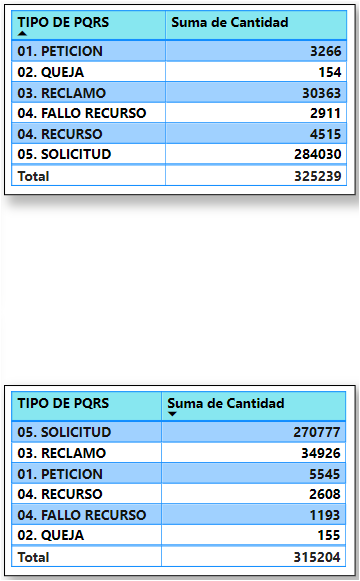 TIPO DE PQRS Suma de Cantidad
01. PETICION 3266
02. QUEJA 154
03. RECLAMO 30363
04. FALLO RECURSO 2911
04. RECURSO 4515
05. SOLICITUD 284030
Total 325239
TIPO DE PQRS Suma de Cantidad
05. SOLICITUD 270777
03. RECLAMO 34926
01. PETICION 5545
04. RECURSO 2608
04. FALLO RECURSO 1193
02. QUEJA 155
Total 315204